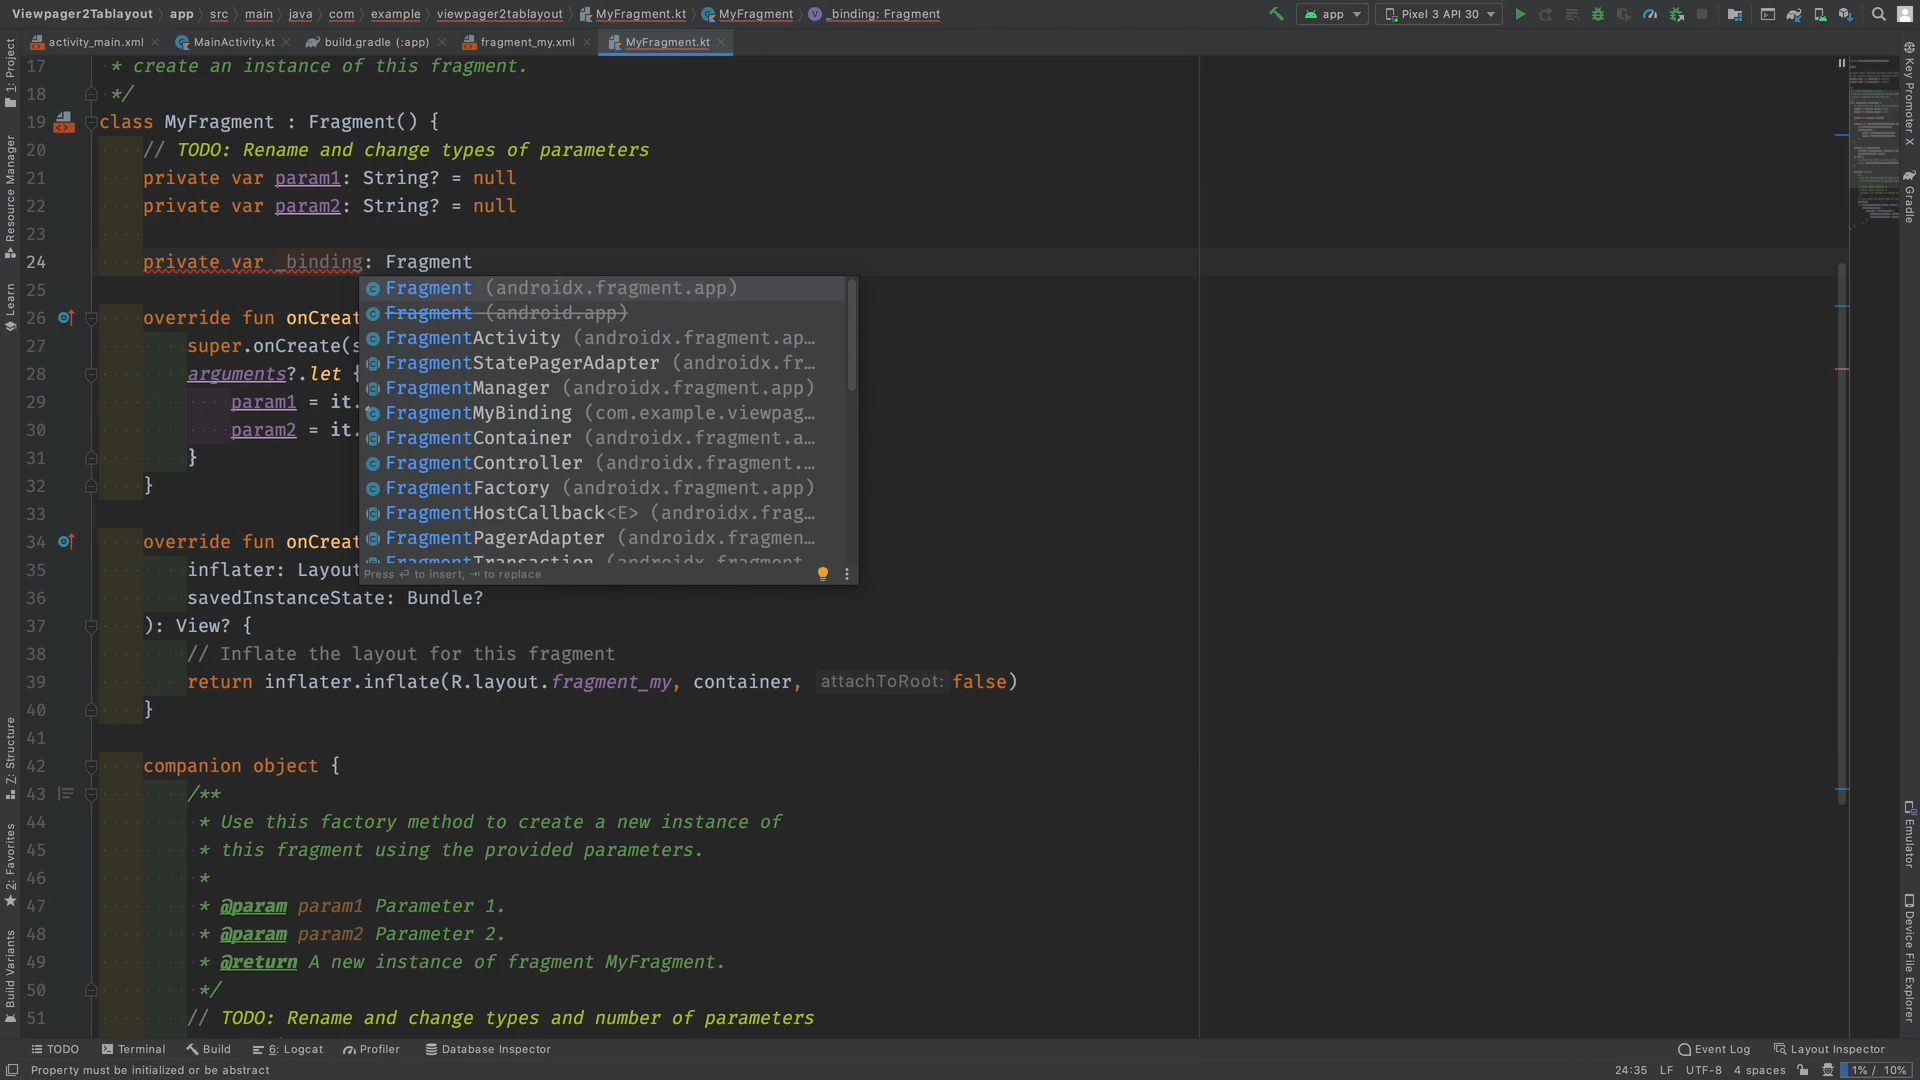 Viewpager2Tablayout › app › src › main › java › com › example › viewpager2tablayout › MyFragment.kt › MyFragment › _binding: Fragment
app
Pixel 3 API 30
activity_main.xml
MainActivity.kt
build.gradle (:app)
fragment_my.xml
MyFragment.kt
1: Project
Resource Manager
Learn
Z: Structure
2: Favorites
Build Variants
17 * create an instance of this fragment.
18 */
19 class MyFragment : Fragment() {
20 // TODO: Rename and change types of parameters
21 private var param1: String? = null
22 private var param2: String? = null
23
24 private var _binding: Fragment
25
26 override fun onCreat
27 super.onCreate(s
28 arguments?.let {
29 param1 = it.
30 param2 = it.
31 }
32 }
33
34 override fun onCreat
35 inflater: Layout
36 savedInstanceState: Bundle?
37 ): View? {
38 // Inflate the layout for this fragment
39 return inflater.inflate(R.layout.fragment_my, container, attachToRoot: false)
40 }
41
42 companion object {
43 /**
44 * Use this factory method to create a new instance of
45 * this fragment using the provided parameters.
46 *
47 * @param param1 Parameter 1.
48 * @param param2 Parameter 2.
49 * @return A new instance of fragment MyFragment.
50 */
51 // TODO: Rename and change types and number of parameters
Fragment (androidx.fragment.app)
Fragment (android.app)
FragmentActivity (androidx.fragment.ap…
FragmentStatePagerAdapter (androidx.fr…
FragmentManager (androidx.fragment.app)
FragmentMyBinding (com.example.viewpag…
FragmentContainer (androidx.fragment.a…
FragmentController (androidx.fragment.…
FragmentFactory (androidx.fragment.app)
FragmentHostCallback<E> (androidx.frag…
FragmentPagerAdapter (androidx.fragmen…
FragmentTransaction (androidx.fragment
Press ↵ to insert, ⇥ to replace
Key Promoter X
Gradle
Emulator
Device File Explorer
TODO
Terminal
Build
6: Logcat
Profiler
Database Inspector
Event Log
Layout Inspector
Property must be initialized or be abstract
24:35 LF UTF-8 4 spaces 1% / 10%